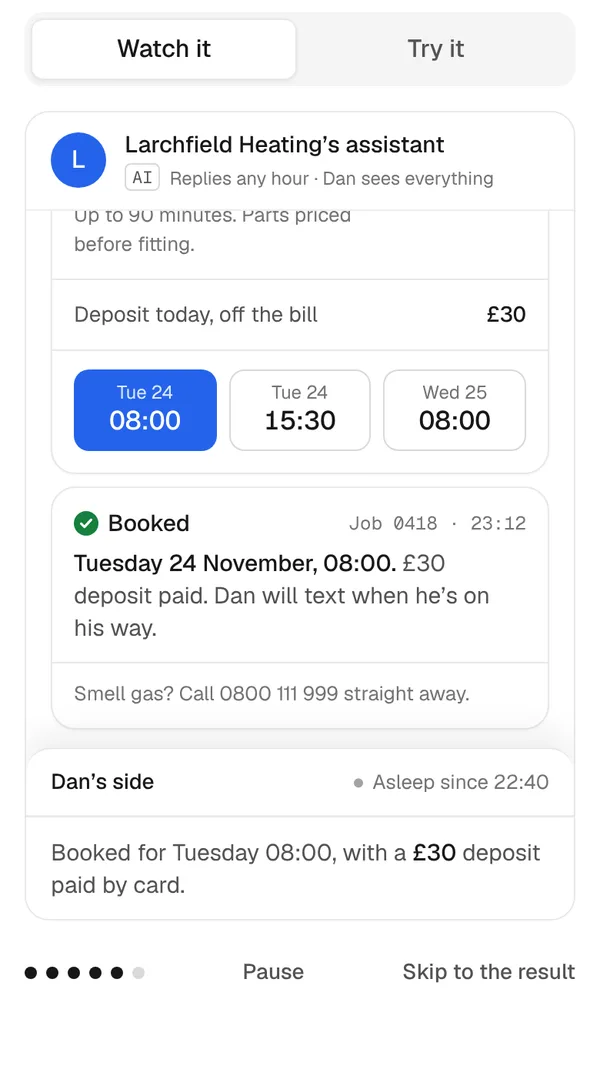 Watch it
Try it
L
Larchfield Heating’s assistant
AI Replies any hour · Dan sees everything
Up to 90 minutes. Parts priced
before fitting.
Deposit today, off the bill £30
Tue 24
08:00
Tue 24
15:30
Wed 25
08:00
Booked Job 0418 · 23:12
Tuesday 24 November, 08:00. £30
deposit paid. Dan will text when he’s on
his way.
Smell gas? Call 0800 111 999 straight away.
Dan’s side Asleep since 22:40
Booked for Tuesday 08:00, with a £30 deposit
paid by card.
Pause
Skip to the result